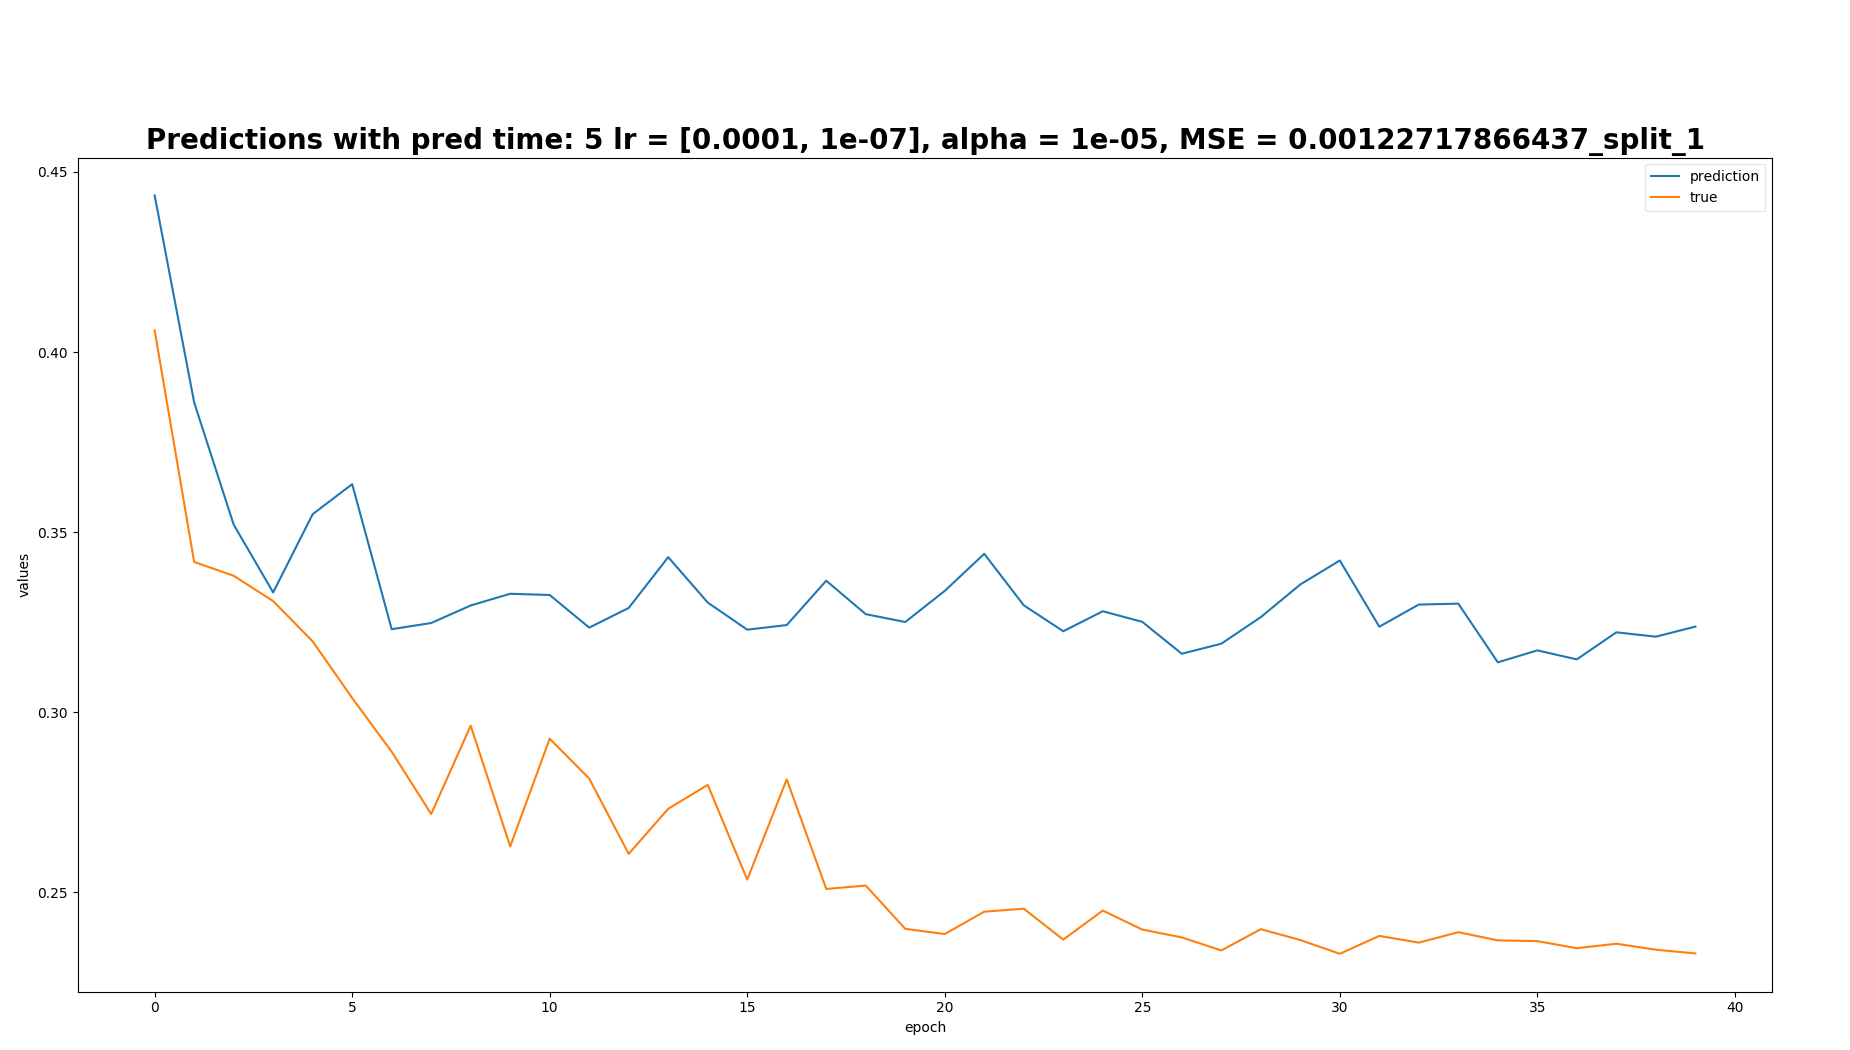 Predictions with pred time: 5 lr = [0.0001, 1e-07], alpha = 1e-05, MSE = 0.00122717866437_split_1
prediction
true
0.45
0.40
0.35
0.30
0.25
values
0 5 10 15 20 25 30 35 40
epoch